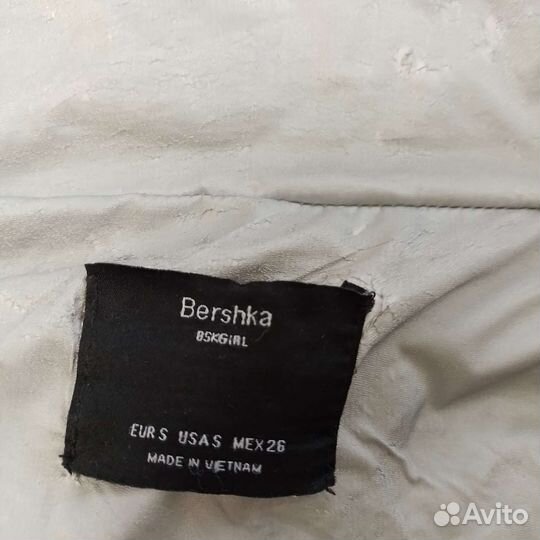 Bershka
BSKGIRL
EUR S USA S MEX 26
MADE IN VIETNAM
Avito